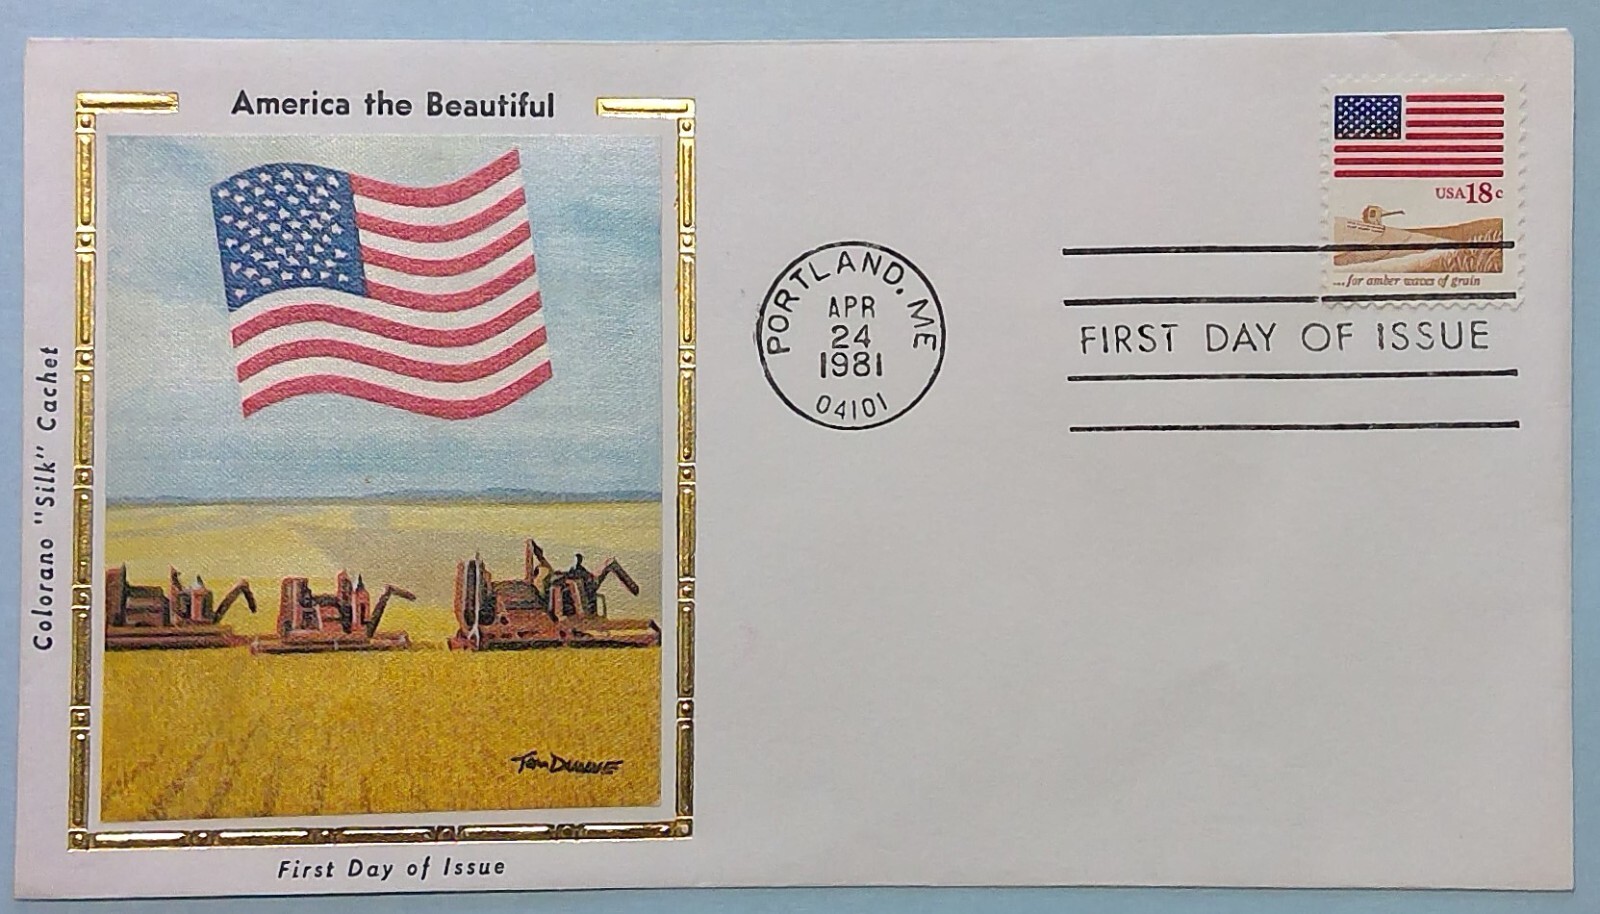 America the Beautiful
Colorano "Silk" Cachet
Tom Duane
First Day of Issue
PORTLAND, ME
APR
24
1981
04101
USA 18c
...for amber waves of grain
FIRST DAY OF ISSUE